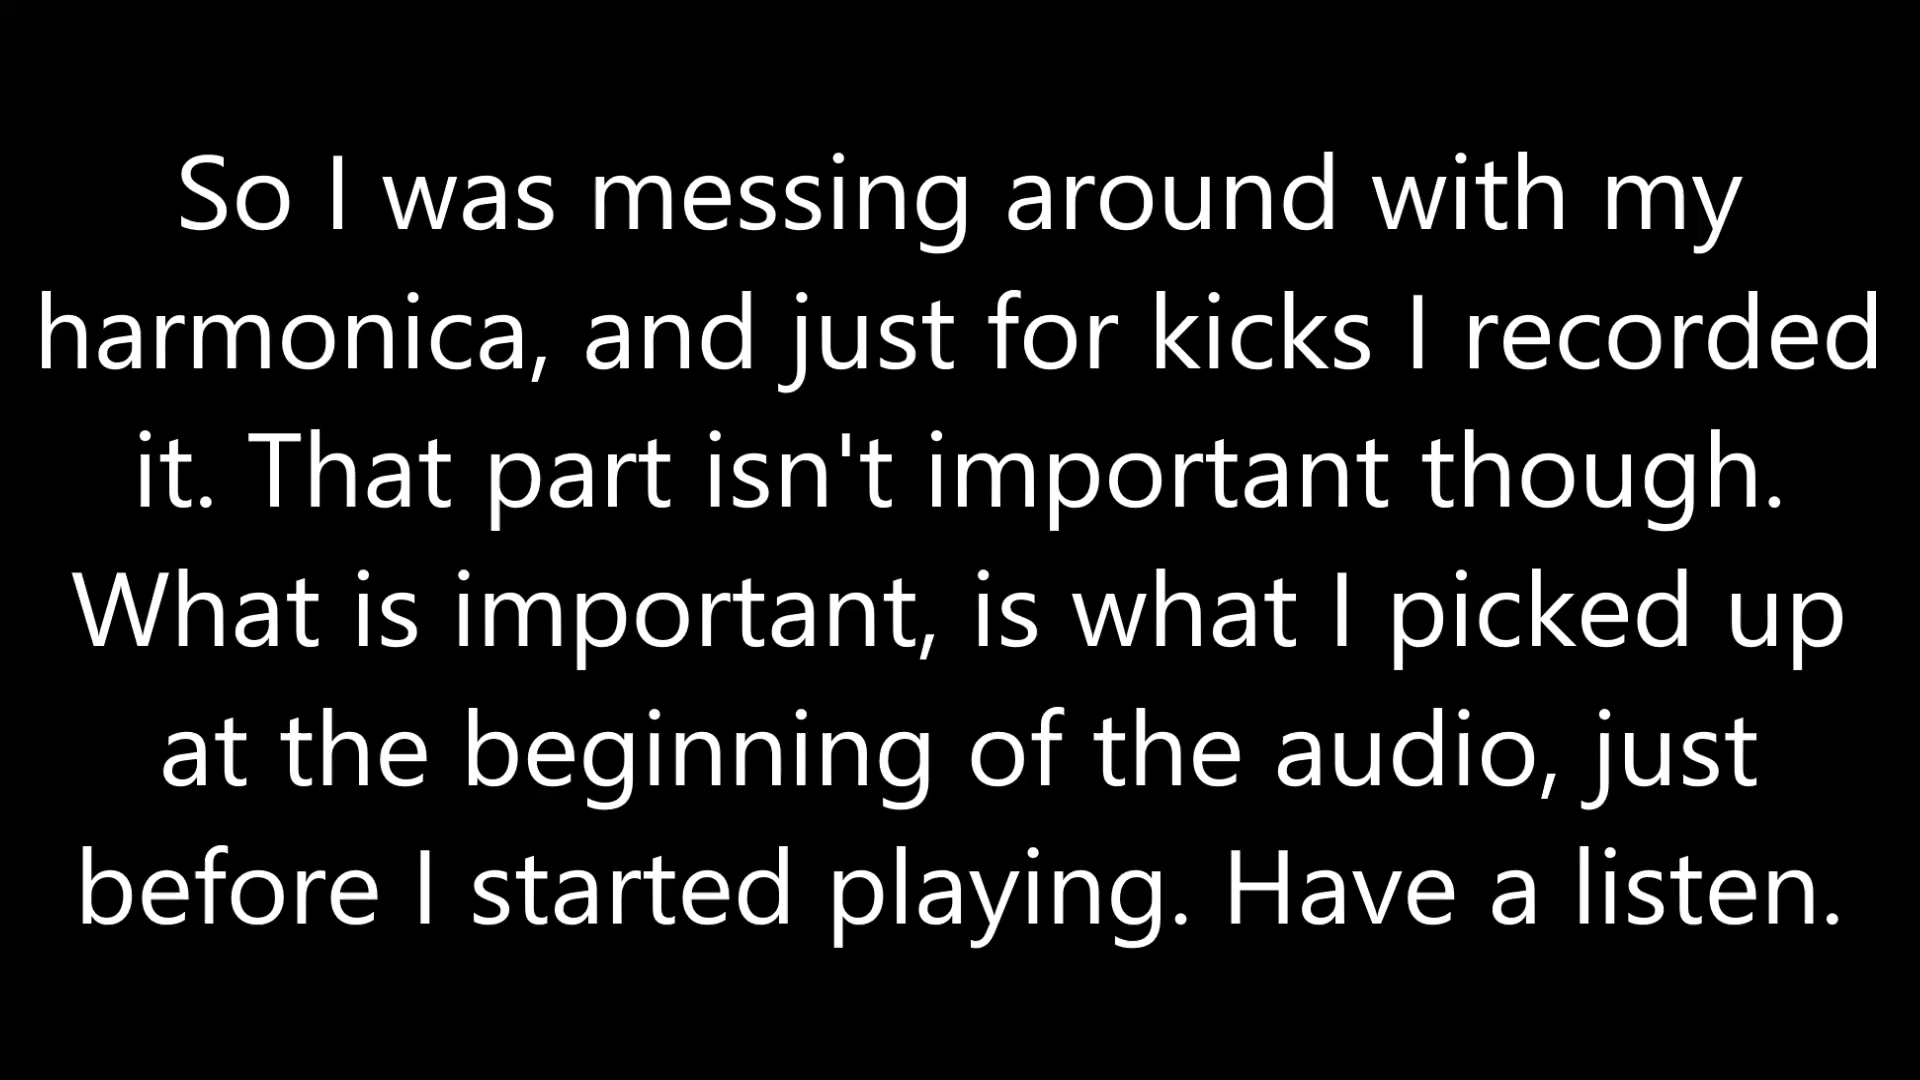 So I was messing around with my
harmonica, and just for kicks I recorded
it. That part isn't important though.
What is important, is what I picked up
at the beginning of the audio, just
before I started playing. Have a listen.